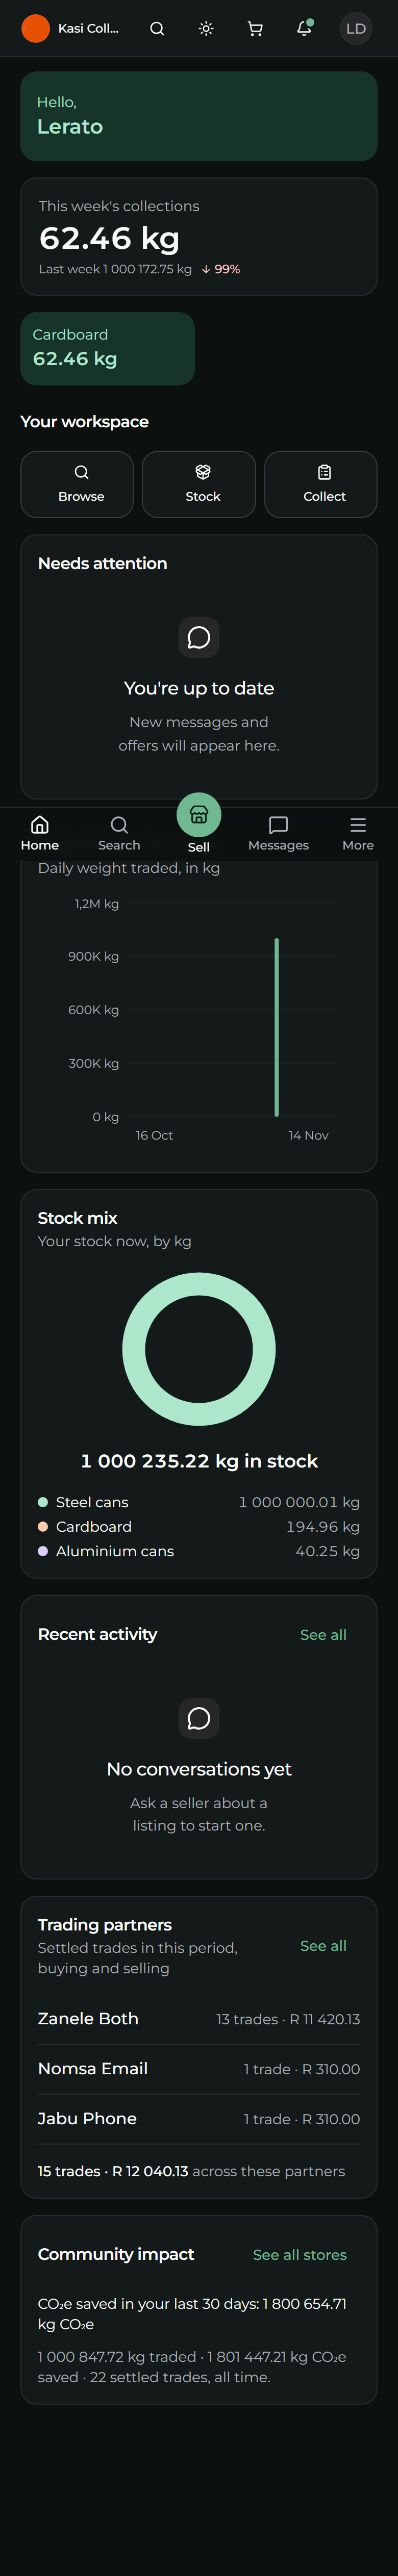 Kasi Coll...
LD
Hello,
Lerato
This week's collections
62.46 kg
Last week 1 000 172.75 kg ↓ 99%
Cardboard
62.46 kg
Your workspace
Browse
Stock
Collect
Needs attention
You're up to date
New messages and
offers will appear here.
Home
Search
Sell
Messages
More
Daily weight traded, in kg
1,2M kg
900K kg
600K kg
300K kg
0 kg
16 Oct
14 Nov
Stock mix
Your stock now, by kg
1 000 235.22 kg in stock
Steel cans 1 000 000.01 kg
Cardboard 194.96 kg
Aluminium cans 40.25 kg
Recent activity See all
No conversations yet
Ask a seller about a
listing to start one.
Trading partners
Settled trades in this period,
buying and selling
See all
Zanele Both 13 trades · R 11 420.13
Nomsa Email 1 trade · R 310.00
Jabu Phone 1 trade · R 310.00
15 trades · R 12 040.13 across these partners
Community impact See all stores
CO₂e saved in your last 30 days: 1 800 654.71
kg CO₂e
1 000 847.72 kg traded · 1 801 447.21 kg CO₂e
saved · 22 settled trades, all time.